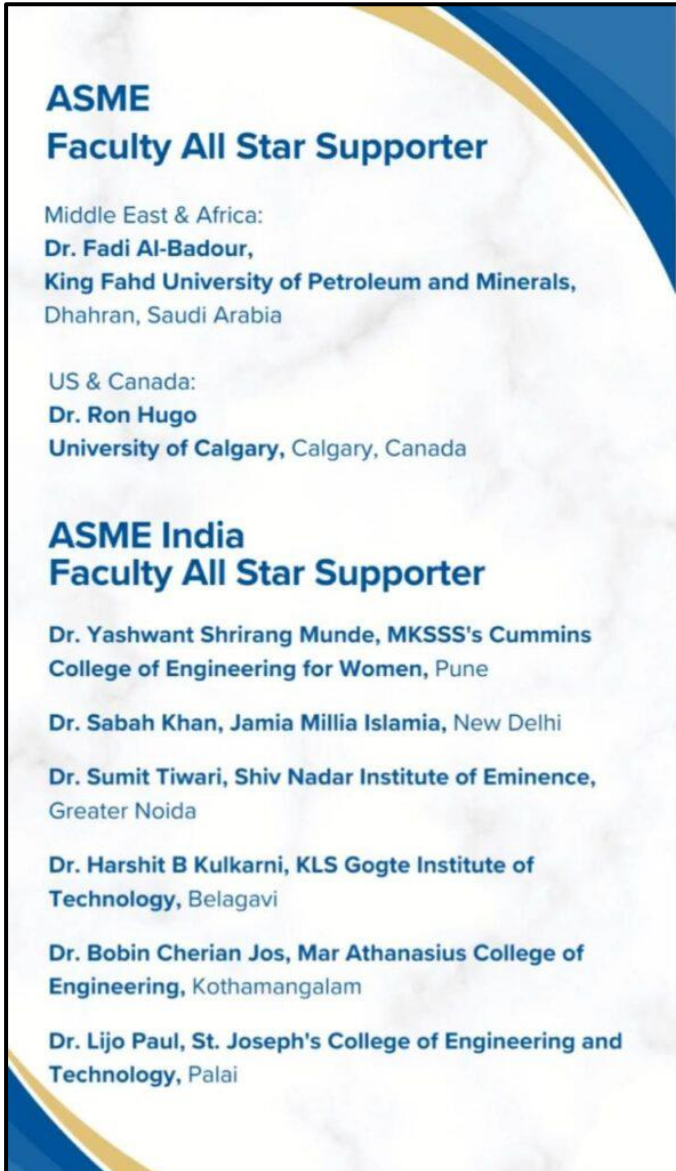 ASME
Faculty All Star Supporter
Middle East & Africa:
Dr. Fadi Al-Badour,
King Fahd University of Petroleum and Minerals,
Dhahran, Saudi Arabia
US & Canada:
Dr. Ron Hugo
University of Calgary, Calgary, Canada
ASME India
Faculty All Star Supporter
Dr. Yashwant Shrirang Munde, MKSSS's Cummins
College of Engineering for Women, Pune
Dr. Sabah Khan, Jamia Millia Islamia, New Delhi
Dr. Sumit Tiwari, Shiv Nadar Institute of Eminence,
Greater Noida
Dr. Harshit B Kulkarni, KLS Gogte Institute of
Technology, Belagavi
Dr. Bobin Cherian Jos, Mar Athanasius College of
Engineering, Kothamangalam
Dr. Lijo Paul, St. Joseph's College of Engineering and
Technology, Palai